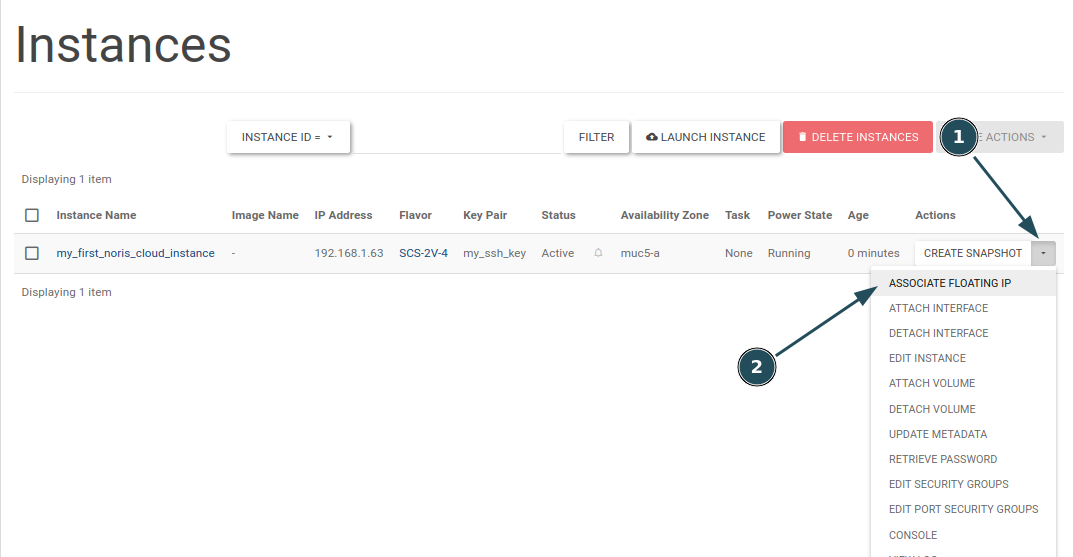 Instances
INSTANCE ID =
FILTER
LAUNCH INSTANCE
DELETE INSTANCES
1
ACTIONS
Displaying 1 item
Instance Name Image Name IP Address Flavor Key Pair Status Availability Zone Task Power State Age Actions
my_first_noris_cloud_instance - 192.168.1.63 SCS-2V-4 my_ssh_key Active muc5-a None Running 0 minutes CREATE SNAPSHOT
Displaying 1 item
2
ASSOCIATE FLOATING IP
ATTACH INTERFACE
DETACH INTERFACE
EDIT INSTANCE
ATTACH VOLUME
DETACH VOLUME
UPDATE METADATA
RETRIEVE PASSWORD
EDIT SECURITY GROUPS
EDIT PORT SECURITY GROUPS
CONSOLE